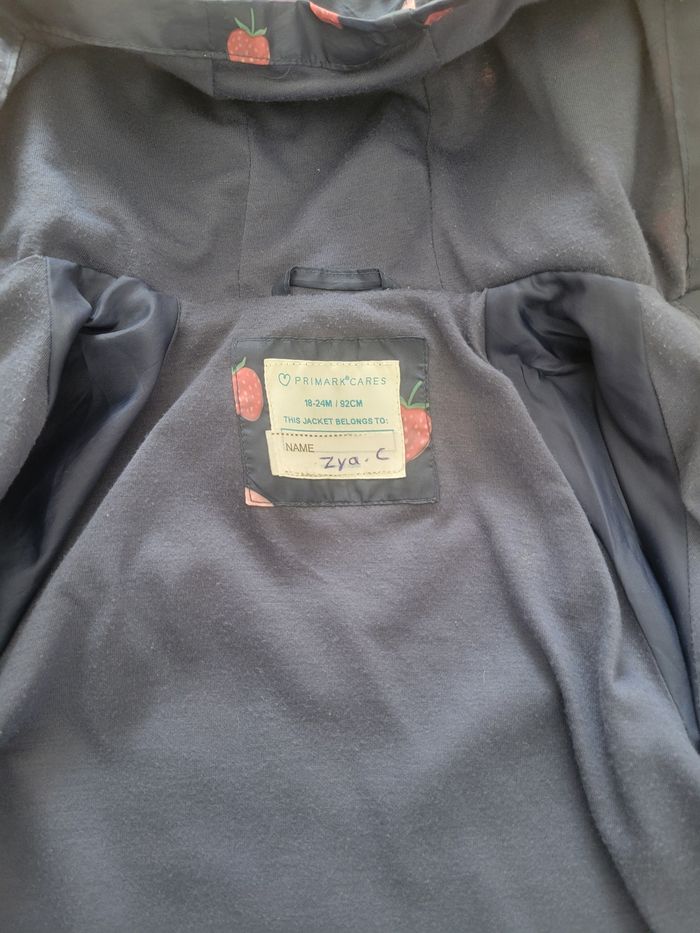 PRIMARK® CARES
18-24M / 92CM
THIS JACKET BELONGS TO:
NAME Zya. C